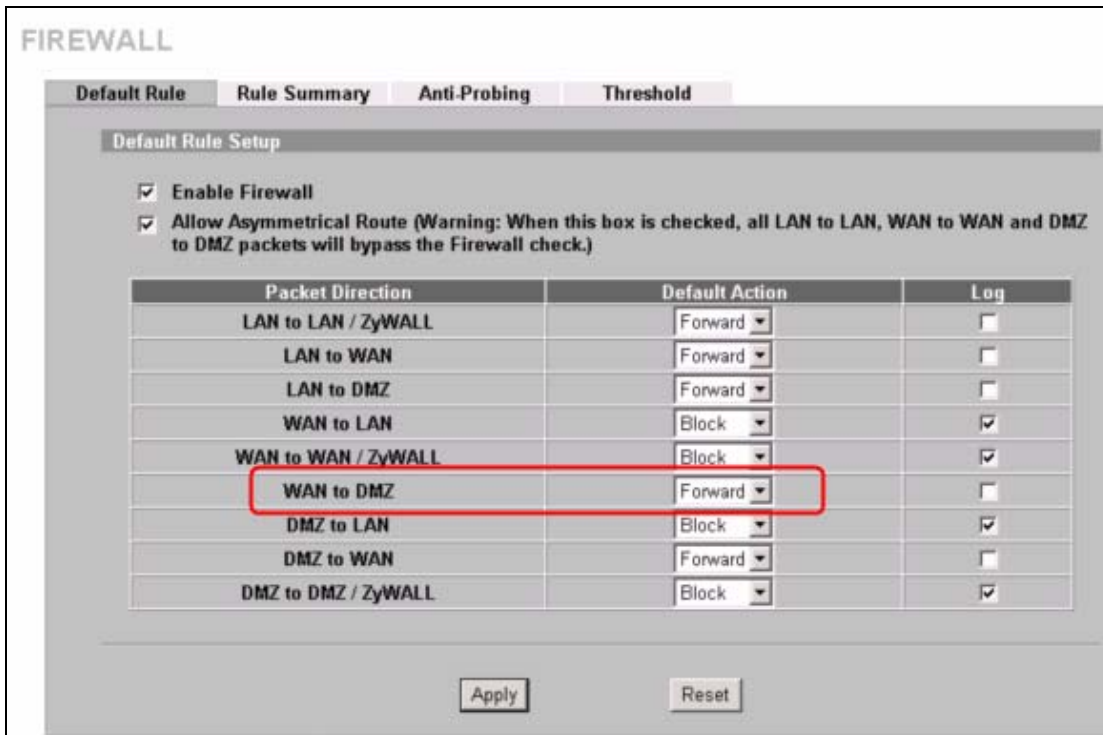 FIREWALL
Default Rule Rule Summary Anti-Probing Threshold
Default Rule Setup
Enable Firewall
Allow Asymmetrical Route (Warning: When this box is checked, all LAN to LAN, WAN to WAN and DMZ
to DMZ packets will bypass the Firewall check.)
Packet Direction Default Action Log
LAN to LAN / ZyWALL Forward
LAN to WAN Forward
LAN to DMZ Forward
WAN to LAN Block
WAN to WAN / ZyWALL Block
WAN to DMZ Forward
DMZ to LAN Block
DMZ to WAN Forward
DMZ to DMZ / ZyWALL Block
Apply Reset